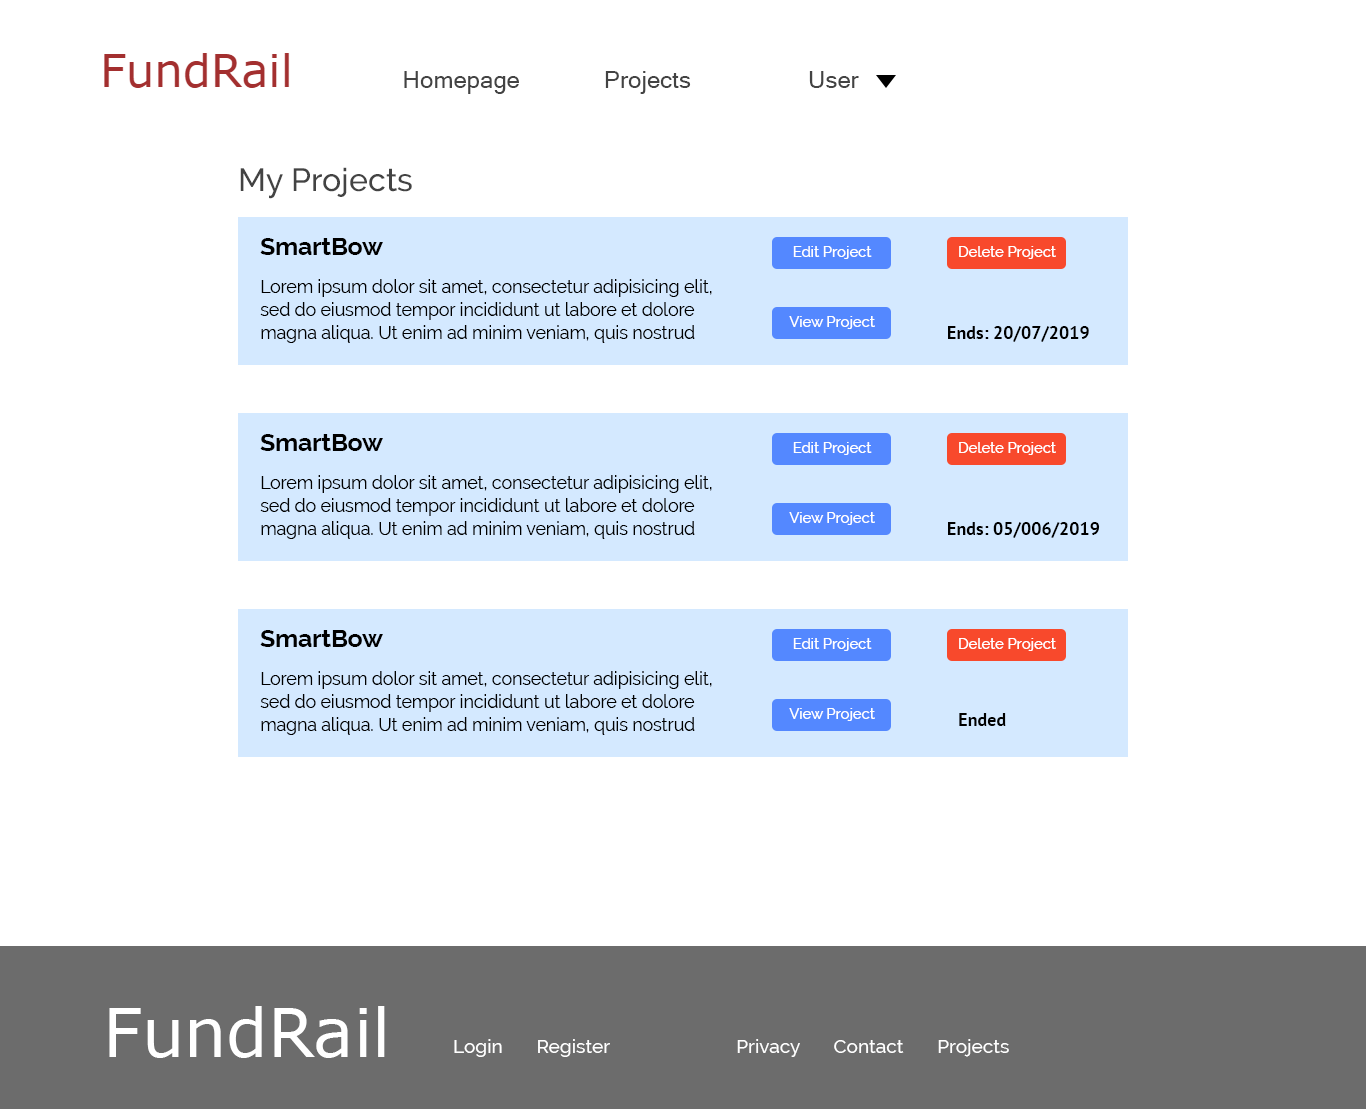 FundRail
Homepage
Projects
User
My Projects
SmartBow
Lorem ipsum dolor sit amet, consectetur adipisicing elit,
sed do eiusmod tempor incididunt ut labore et dolore
magna aliqua. Ut enim ad minim veniam, quis nostrud
Edit Project
Delete Project
View Project
Ends: 20/07/2019
SmartBow
Lorem ipsum dolor sit amet, consectetur adipisicing elit,
sed do eiusmod tempor incididunt ut labore et dolore
magna aliqua. Ut enim ad minim veniam, quis nostrud
Edit Project
Delete Project
View Project
Ends: 05/006/2019
SmartBow
Lorem ipsum dolor sit amet, consectetur adipisicing elit,
sed do eiusmod tempor incididunt ut labore et dolore
magna aliqua. Ut enim ad minim veniam, quis nostrud
Edit Project
Delete Project
View Project
Ended
FundRail
Login
Register
Privacy
Contact
Projects